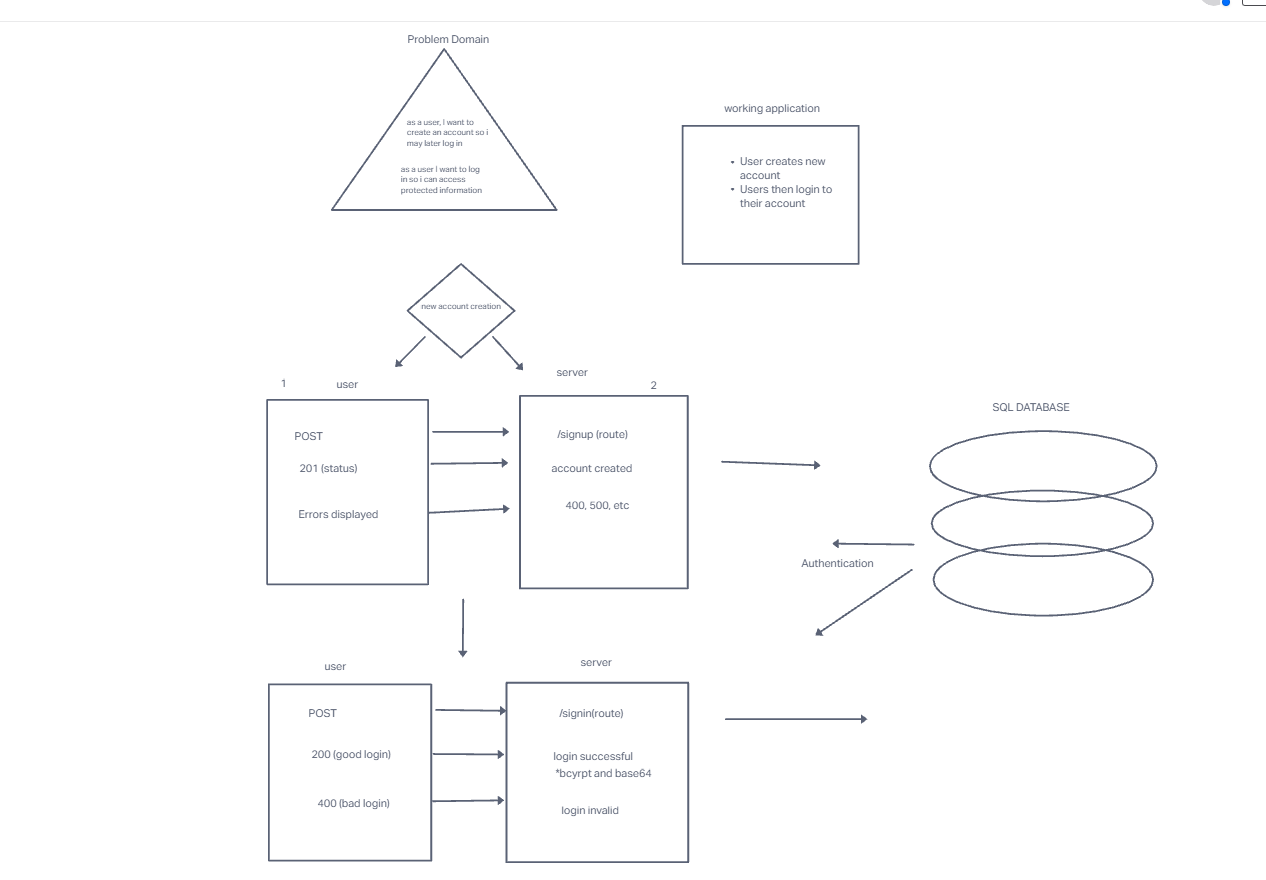 Problem Domain
as a user, I want to
create an account so i
may later log in
as a user I want to log
in so i can access
protected information
working application
• User creates new
account
• Users then login to
their account
new account creation
1
user
server
2
POST
201 (status)
Errors displayed
/signup (route)
account created
400, 500, etc
SQL DATABASE
Authentication
user
server
POST
200 (good login)
400 (bad login)
/signin(route)
login successful
*bcyrpt and base64
login invalid